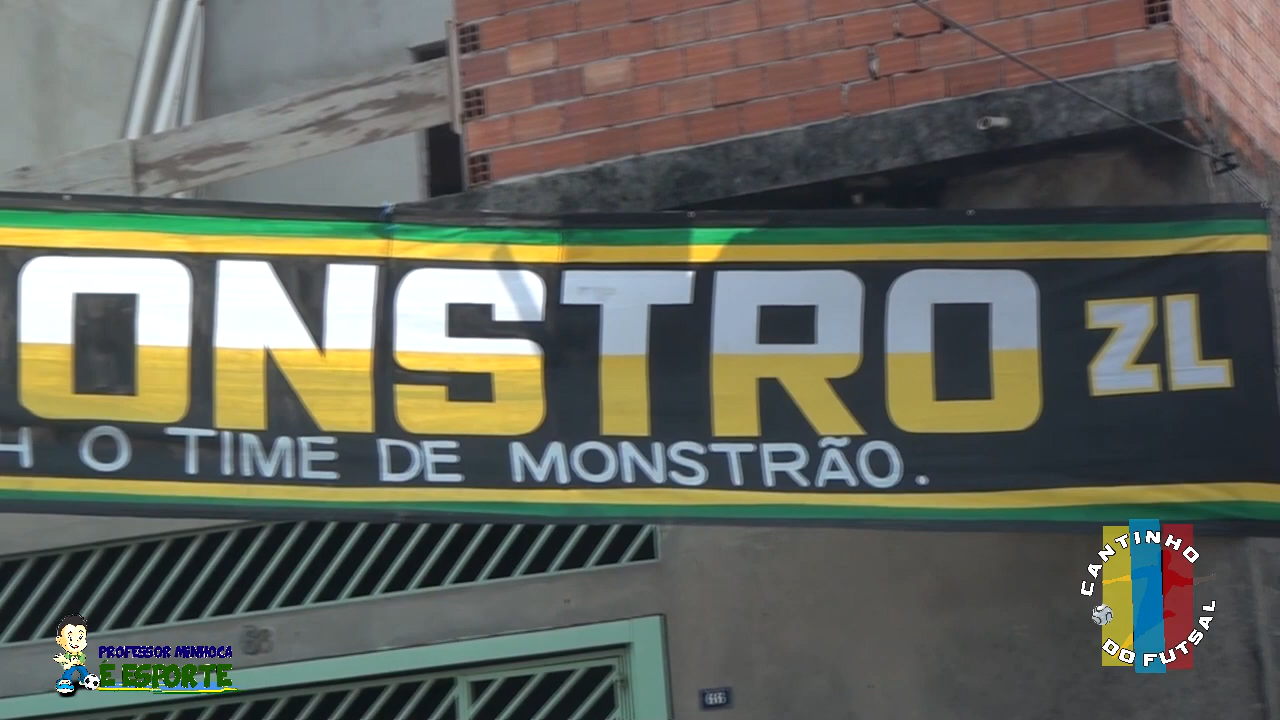 ONSTRO ZL
H O TIME DE MONSTRÃO.
CANTINHO
DO FUTSAL
PROFESSOR MINHOCA
É ESPORTE